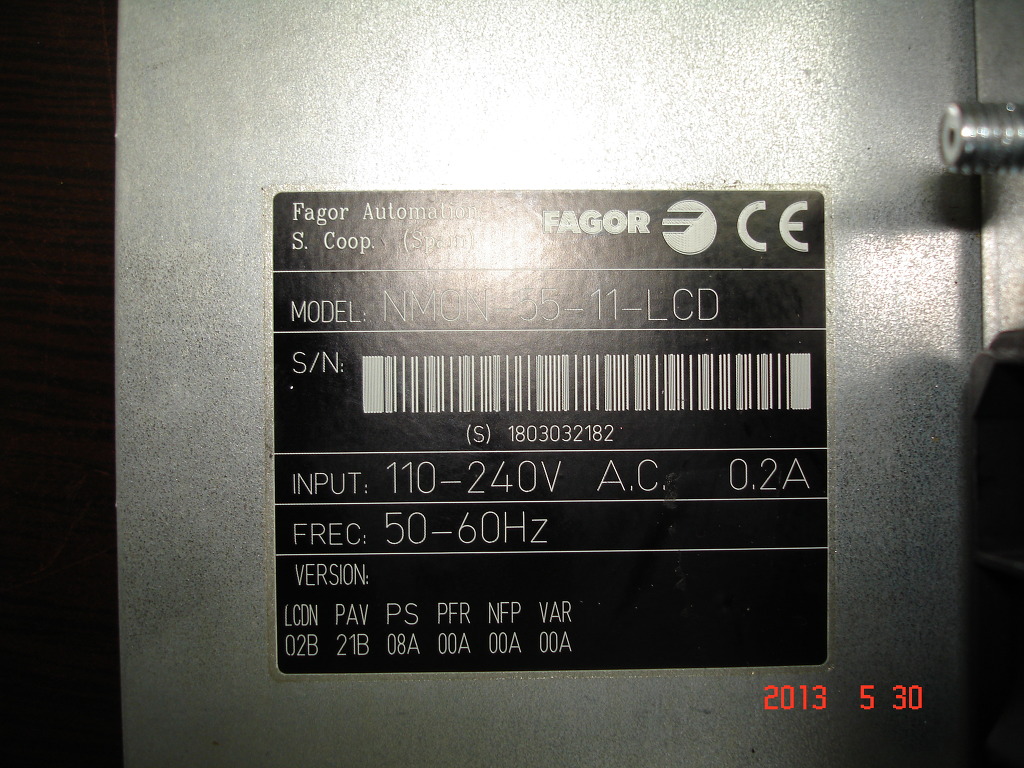 Fagor Automation
S. Coop. (Spain)
FAGOR CE
MODEL: NMON 55-11-LCD
S/N:
(S) 1803032182
INPUT: 110-240V A.C. 0.2A
FREC: 50-60Hz
VERSION:
LCDN PAV PS PFR NFP VAR
02B 21B 08A 00A 00A 00A
2013 5 30